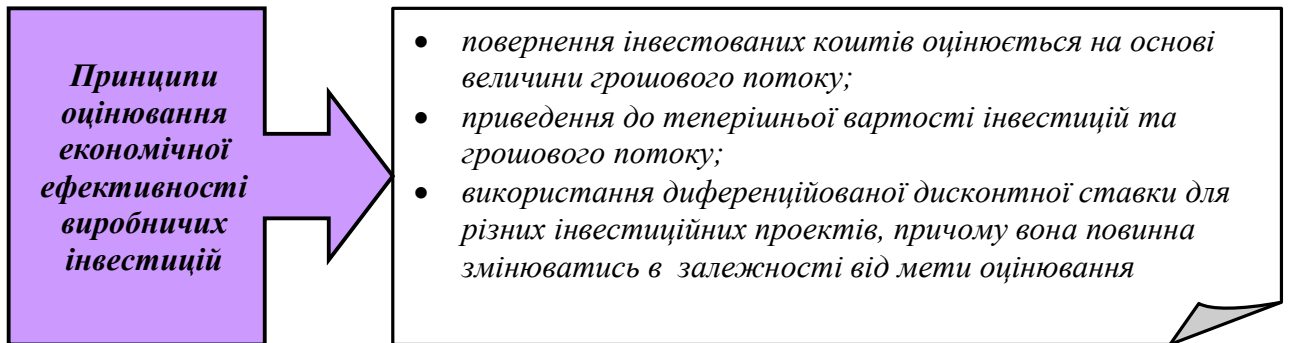 Принципи
оцінювання
економічної
ефективності
виробничих
інвестицій
• повернення інвестованих коштів оцінюється на основі
величини грошового потоку;
• приведення до теперішньої вартості інвестицій та
грошового потоку;
• використання диференційованої дисконтної ставки для
різних інвестиційних проектів, причому вона повинна
змінюватись в  залежності від мети оцінювання